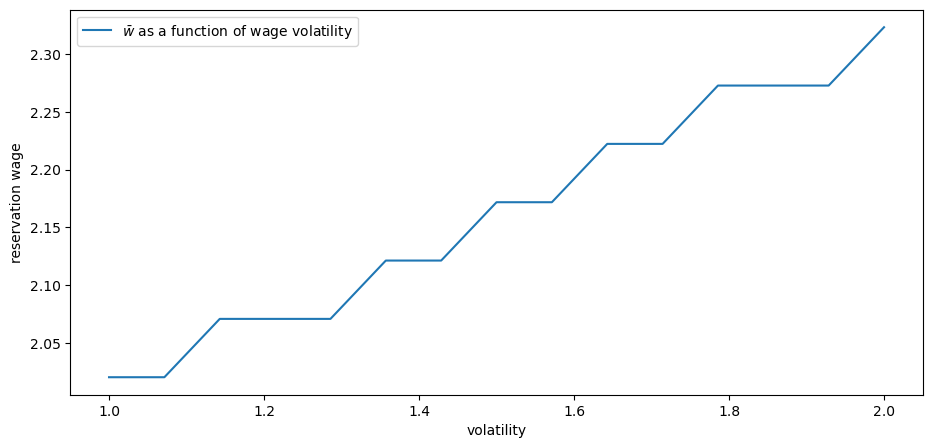 w̄ as a function of wage volatility
2.30
2.25
2.20
2.15
2.10
2.05
reservation wage
1.0 1.2 1.4 1.6 1.8 2.0
volatility